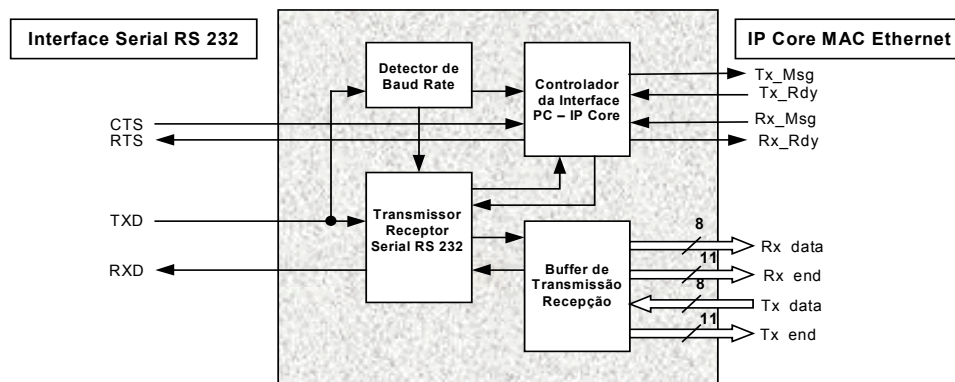 Interface Serial RS 232
IP Core MAC Ethernet
Detector de
Baud Rate
Controlador
da Interface
PC – IP Core
Transmissor
Receptor
Serial RS 232
Buffer de
Transmissão
Recepção
CTS
RTS
TXD
RXD
Tx_Msg
Tx_Rdy
Rx_Msg
Rx_Rdy
8
Rx data
11
Rx end
8
Tx data
11
Tx end